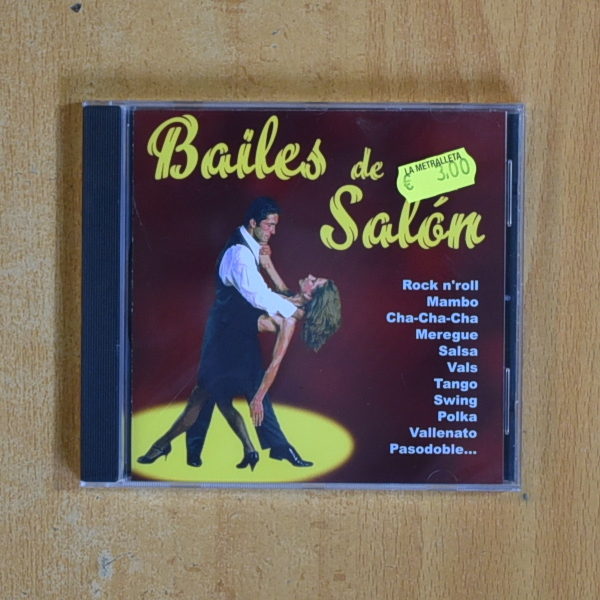 Bailes de
Salón
LA METRALLETA
€ 3,00
Rock n'roll
Mambo
Cha-Cha-Cha
Meregue
Salsa
Vals
Tango
Swing
Polka
Vallenato
Pasodoble...